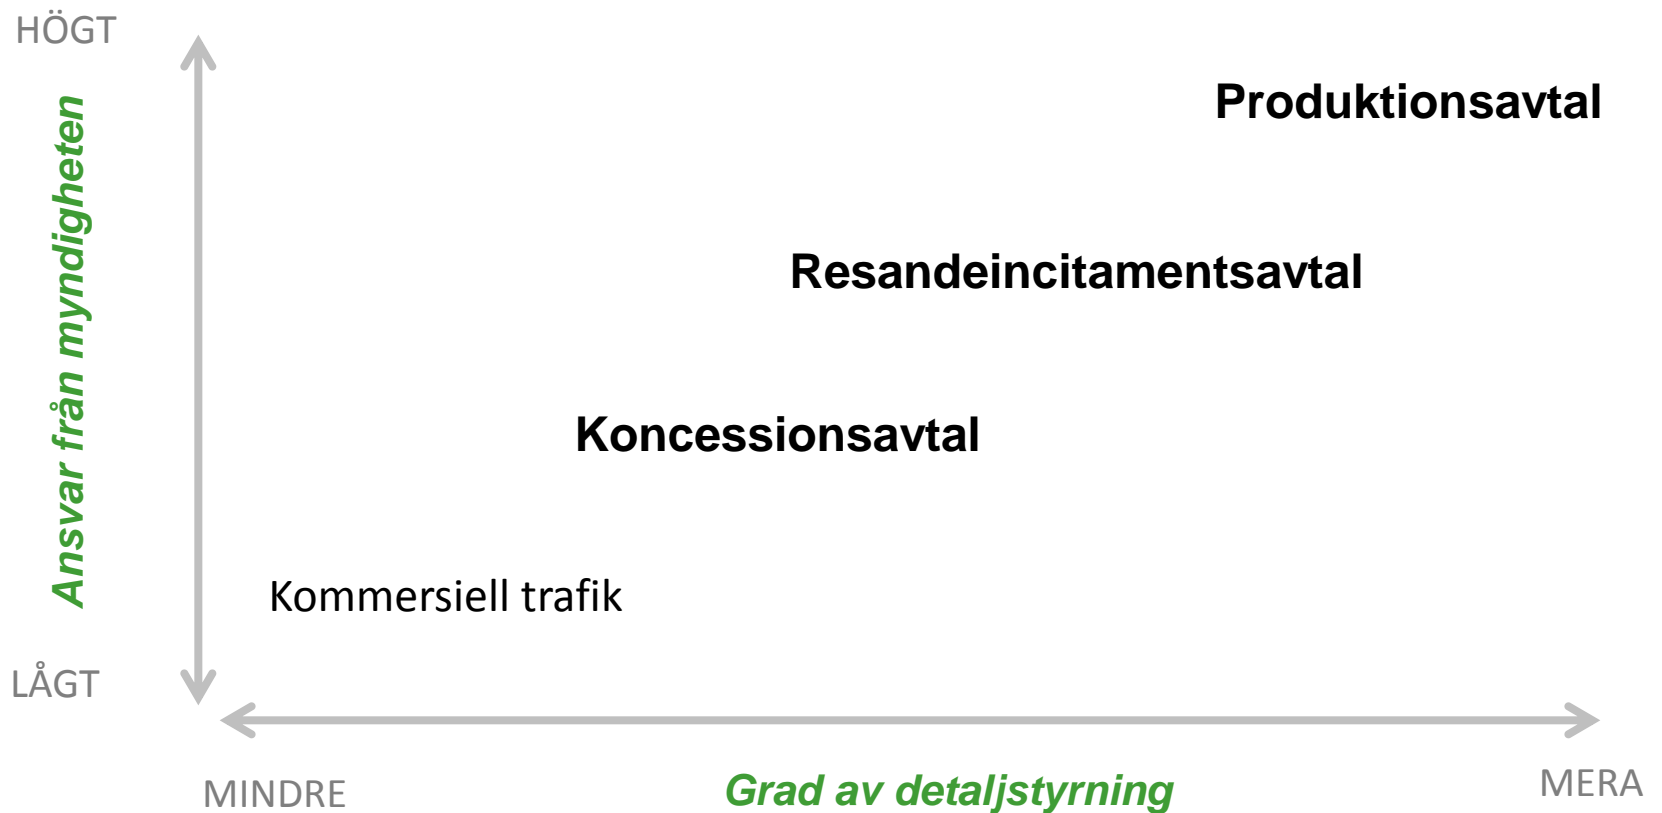 HÖGT
Produktionsavtal
Ansvar från myndigheten
Resandeincitamentsavtal
Koncessionsavtal
Kommersiell trafik
LÅGT
MINDRE
Grad av detaljstyrning
MERA